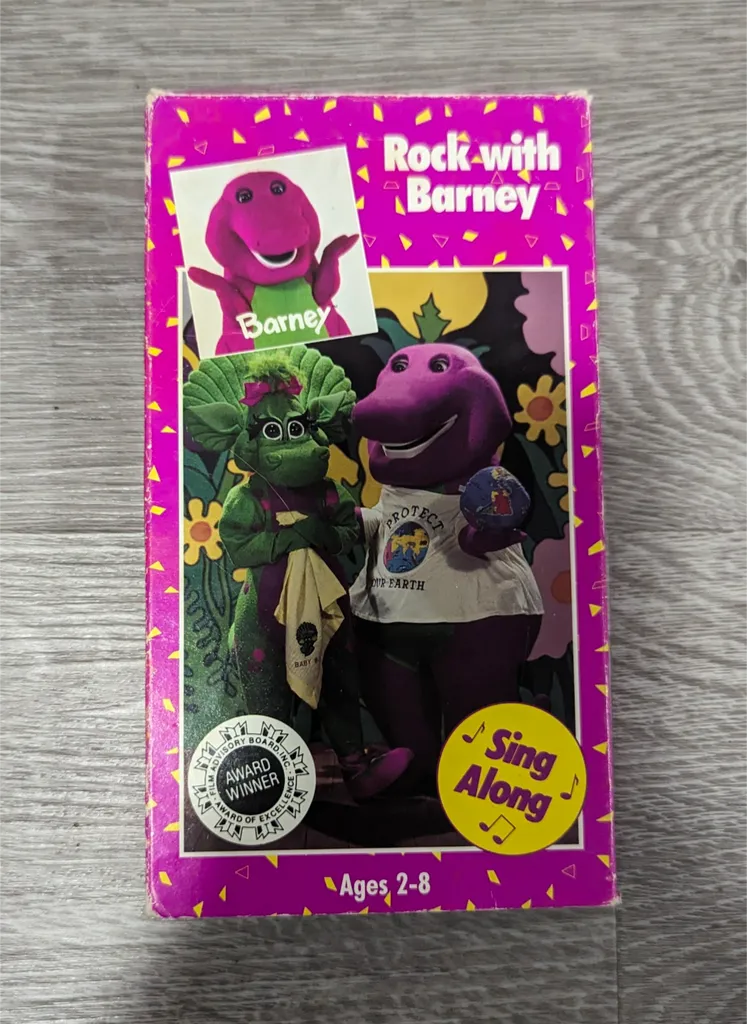 Rock with
Barney
Barney
PROTECT
OUR EARTH
BABY B
FILM ADVISORY BOARD, INC.
AWARD
WINNER
AWARD OF EXCELLENCE
Sing
Along
Ages 2-8